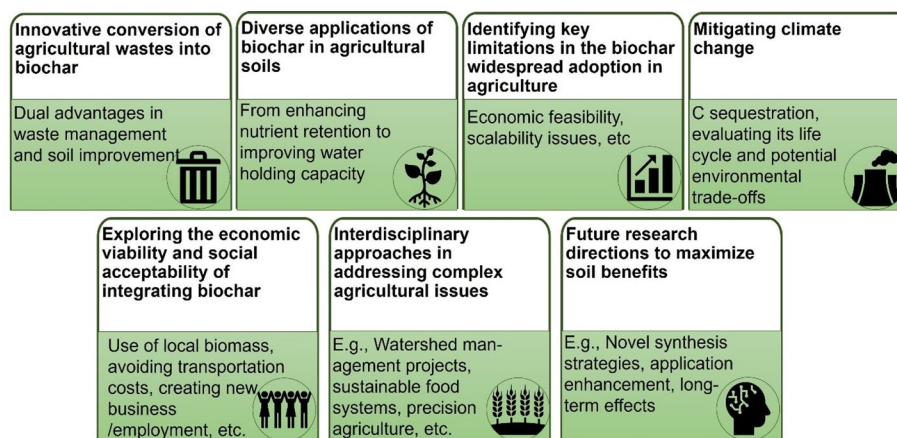 Innovative conversion of
agricultural wastes into
biochar
Dual advantages in
waste management
and soil improvement
Diverse applications of
biochar in agricultural
soils
From enhancing
nutrient retention to
improving water
holding capacity
Identifying key
limitations in the biochar
widespread adoption in
agriculture
Economic feasibility,
scalability issues, etc
Mitigating climate
change
C sequestration,
evaluating its life
cycle and potential
environmental
trade-offs
Exploring the economic
viability and social
acceptability of
integrating biochar
Use of local biomass,
avoiding transportation
costs, creating new
business
/employment, etc.
Interdisciplinary
approaches in
addressing complex
agricultural issues
E.g., Watershed man-
agement projects,
sustainable food
systems, precision
agriculture, etc.
Future research
directions to maximize
soil benefits
E.g., Novel synthesis
strategies, application
enhancement, long-
term effects